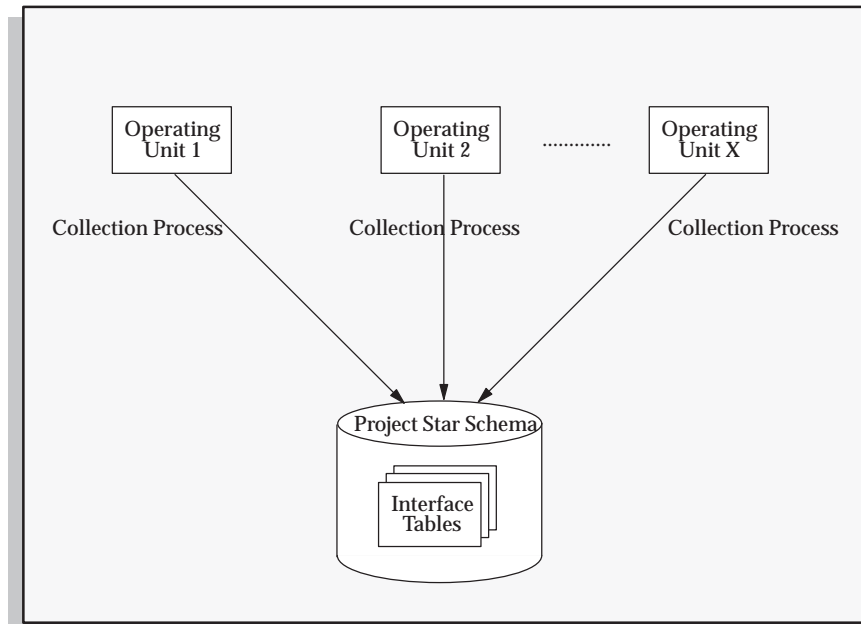 Operating
Unit 1
Operating
Unit 2
.............
Operating
Unit X
Collection Process
Collection Process
Collection Process
Project Star Schema
Interface
Tables